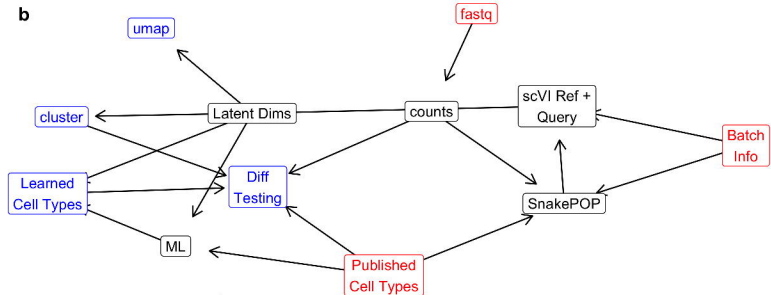 b
fastq
umap
scVI Ref +
Query
Latent Dims
counts
cluster
Batch
Info
Diff
Testing
Learned
Cell Types
SnakePOP
ML
Published
Cell Types